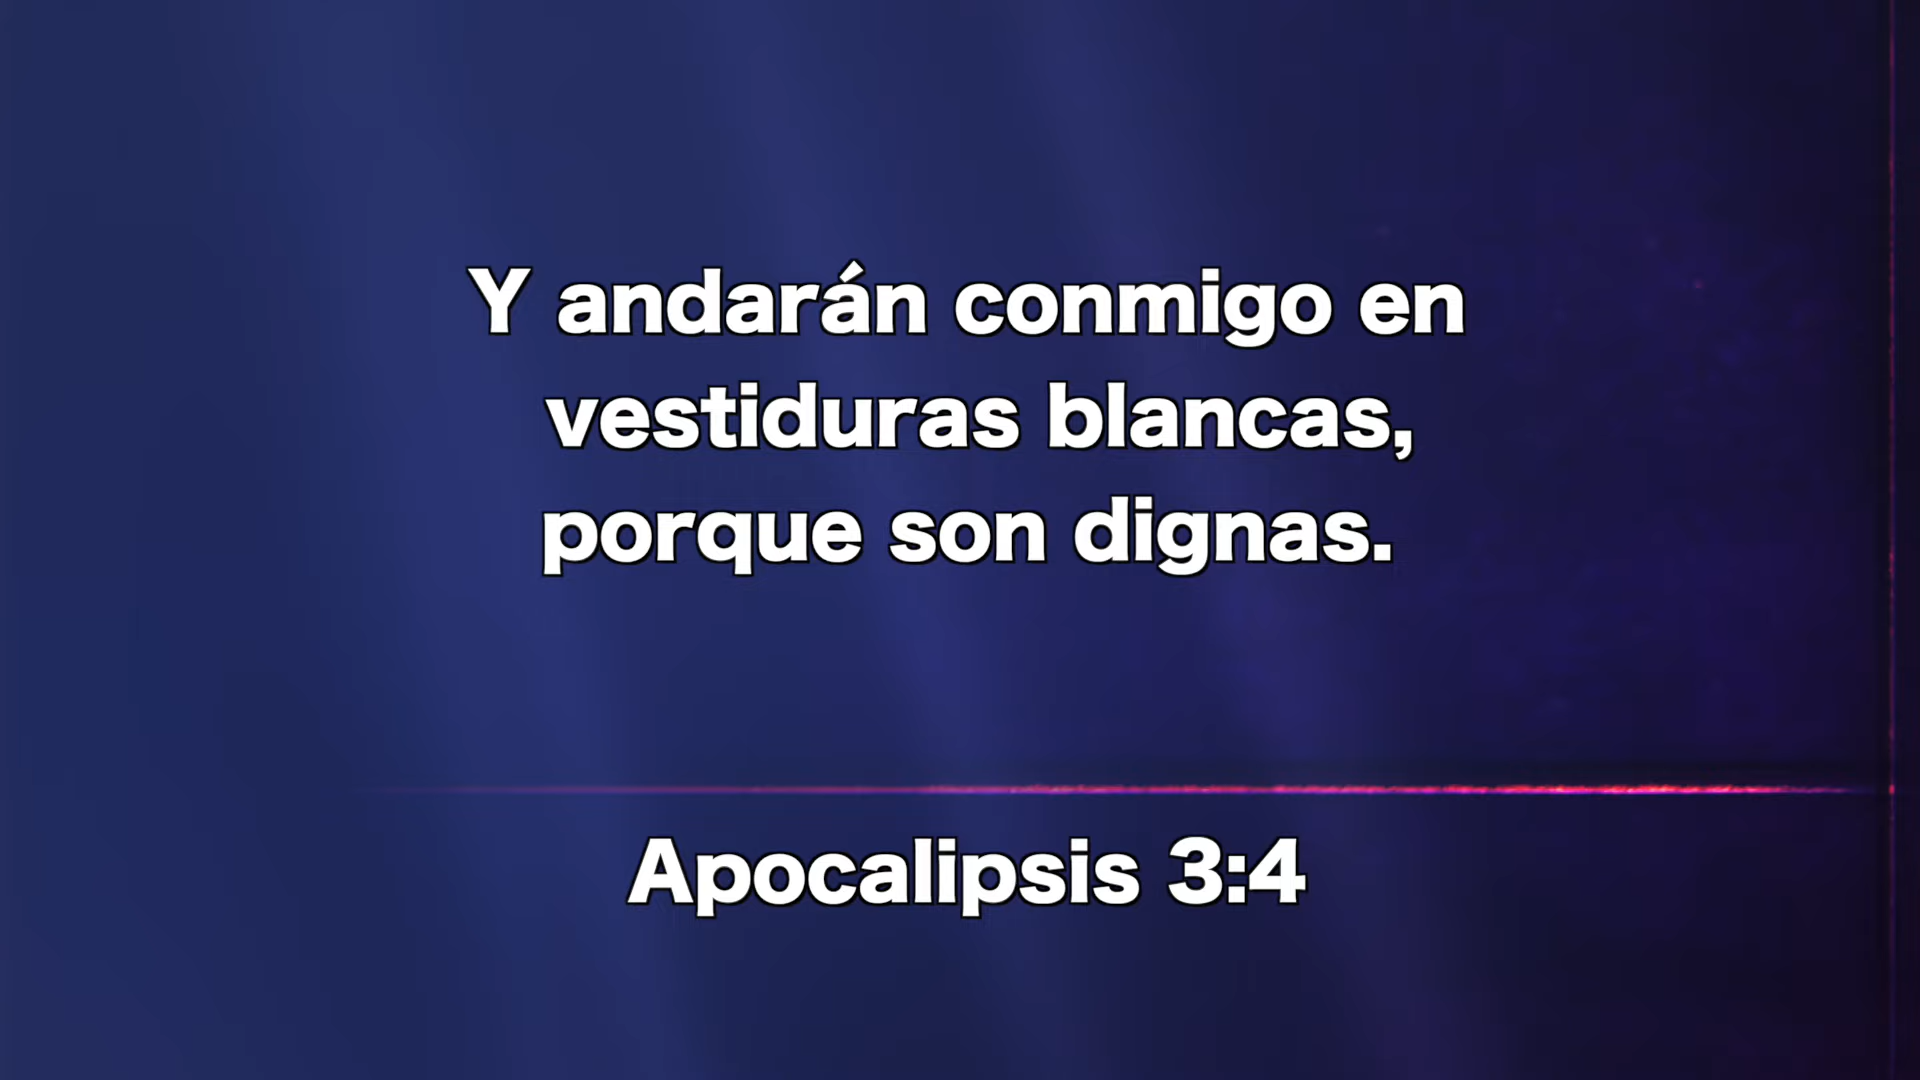 Y andarán conmigo en
vestiduras blancas,
porque son dignas.
Apocalipsis 3:4